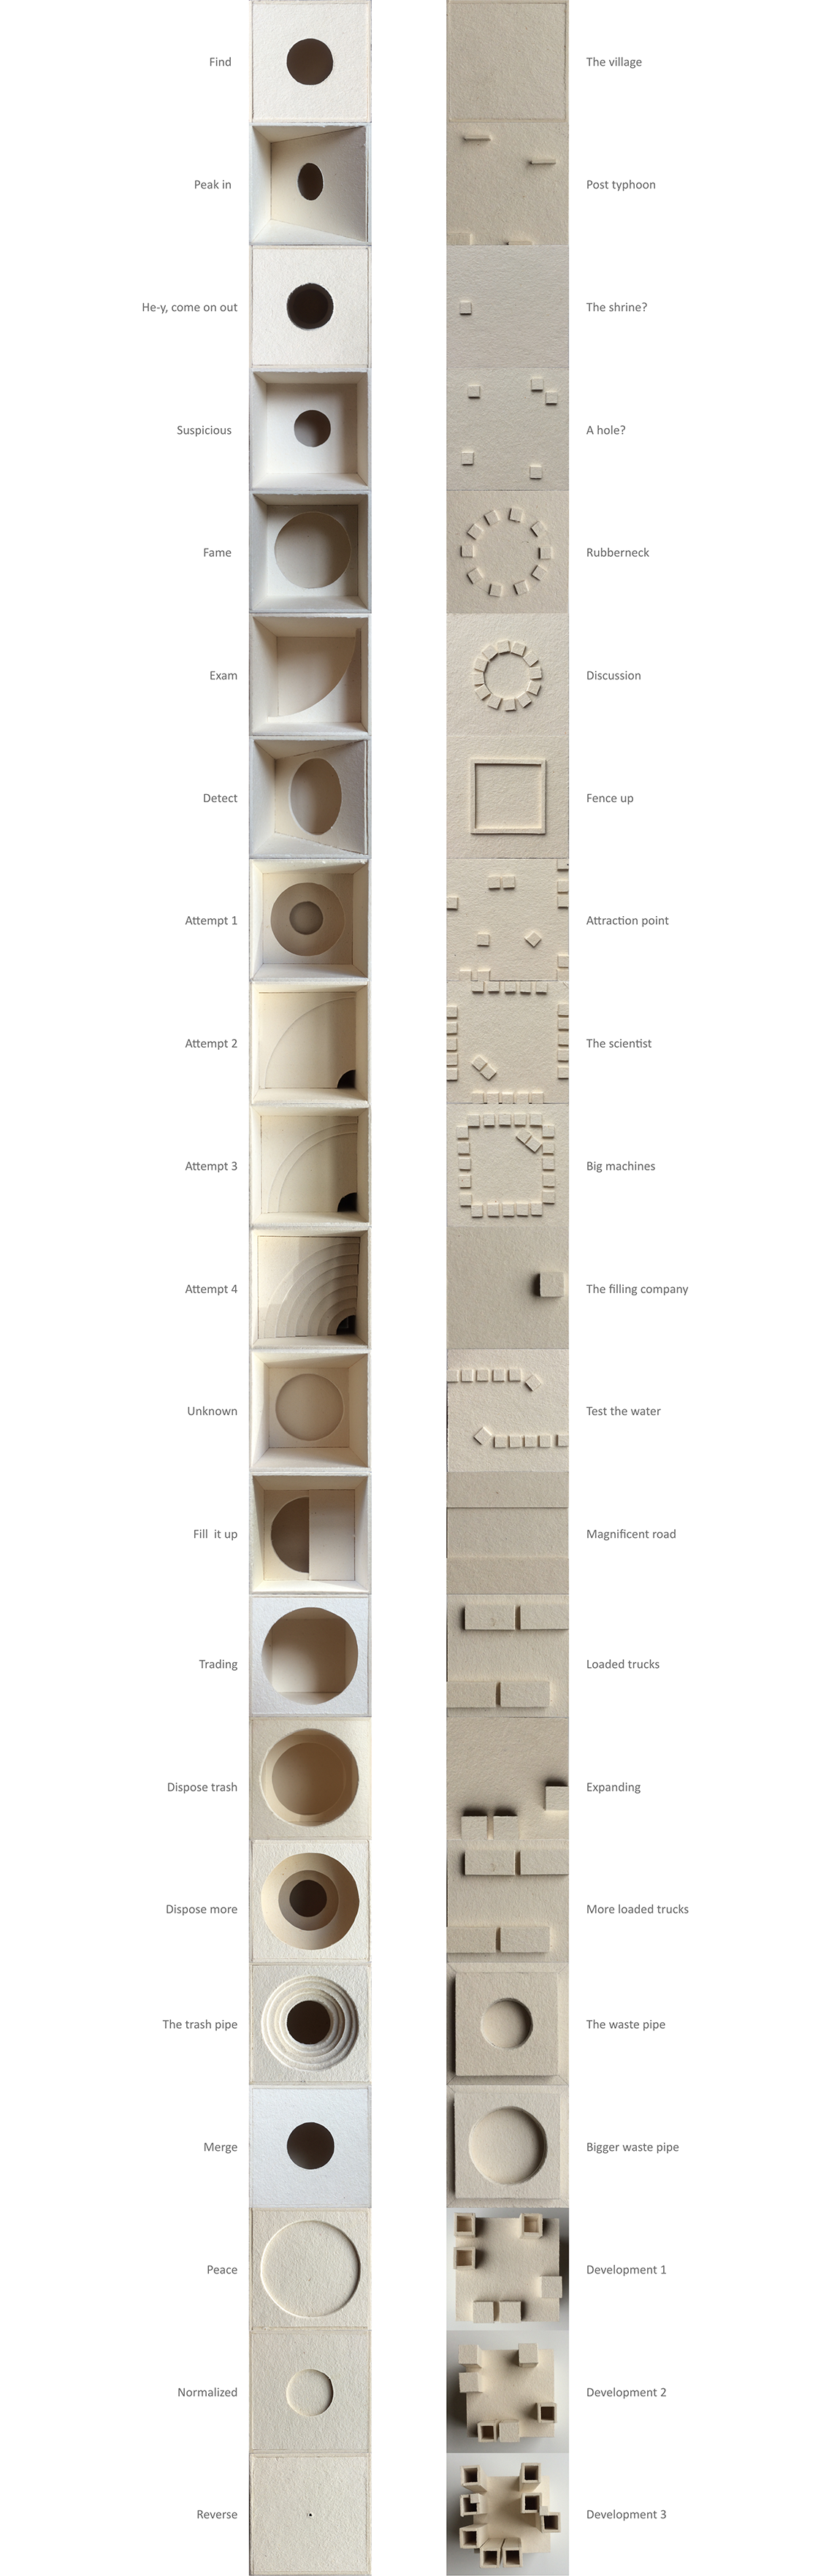 Find
The village
Peak in
Post typhoon
He-y, come on out
The shrine?
Suspicious
A hole?
Fame
Rubberneck
Exam
Discussion
Detect
Fence up
Attempt 1
Attraction point
Attempt 2
The scientist
Attempt 3
Big machines
Attempt 4
The filling company
Unknown
Test the water
Fill it up
Magnificent road
Trading
Loaded trucks
Dispose trash
Expanding
Dispose more
More loaded trucks
The trash pipe
The waste pipe
Merge
Bigger waste pipe
Peace
Development 1
Normalized
Development 2
Reverse
Development 3